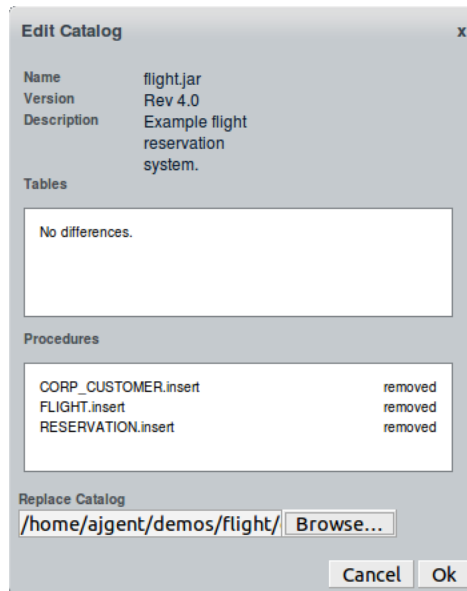 Edit Catalog x
Name flight.jar
Version Rev 4.0
Description Example flight
reservation
system.
Tables
No differences.
Procedures
CORP_CUSTOMER.insert removed
FLIGHT.insert removed
RESERVATION.insert removed
Replace Catalog
/home/ajgent/demos/flight/ Browse...
Cancel Ok